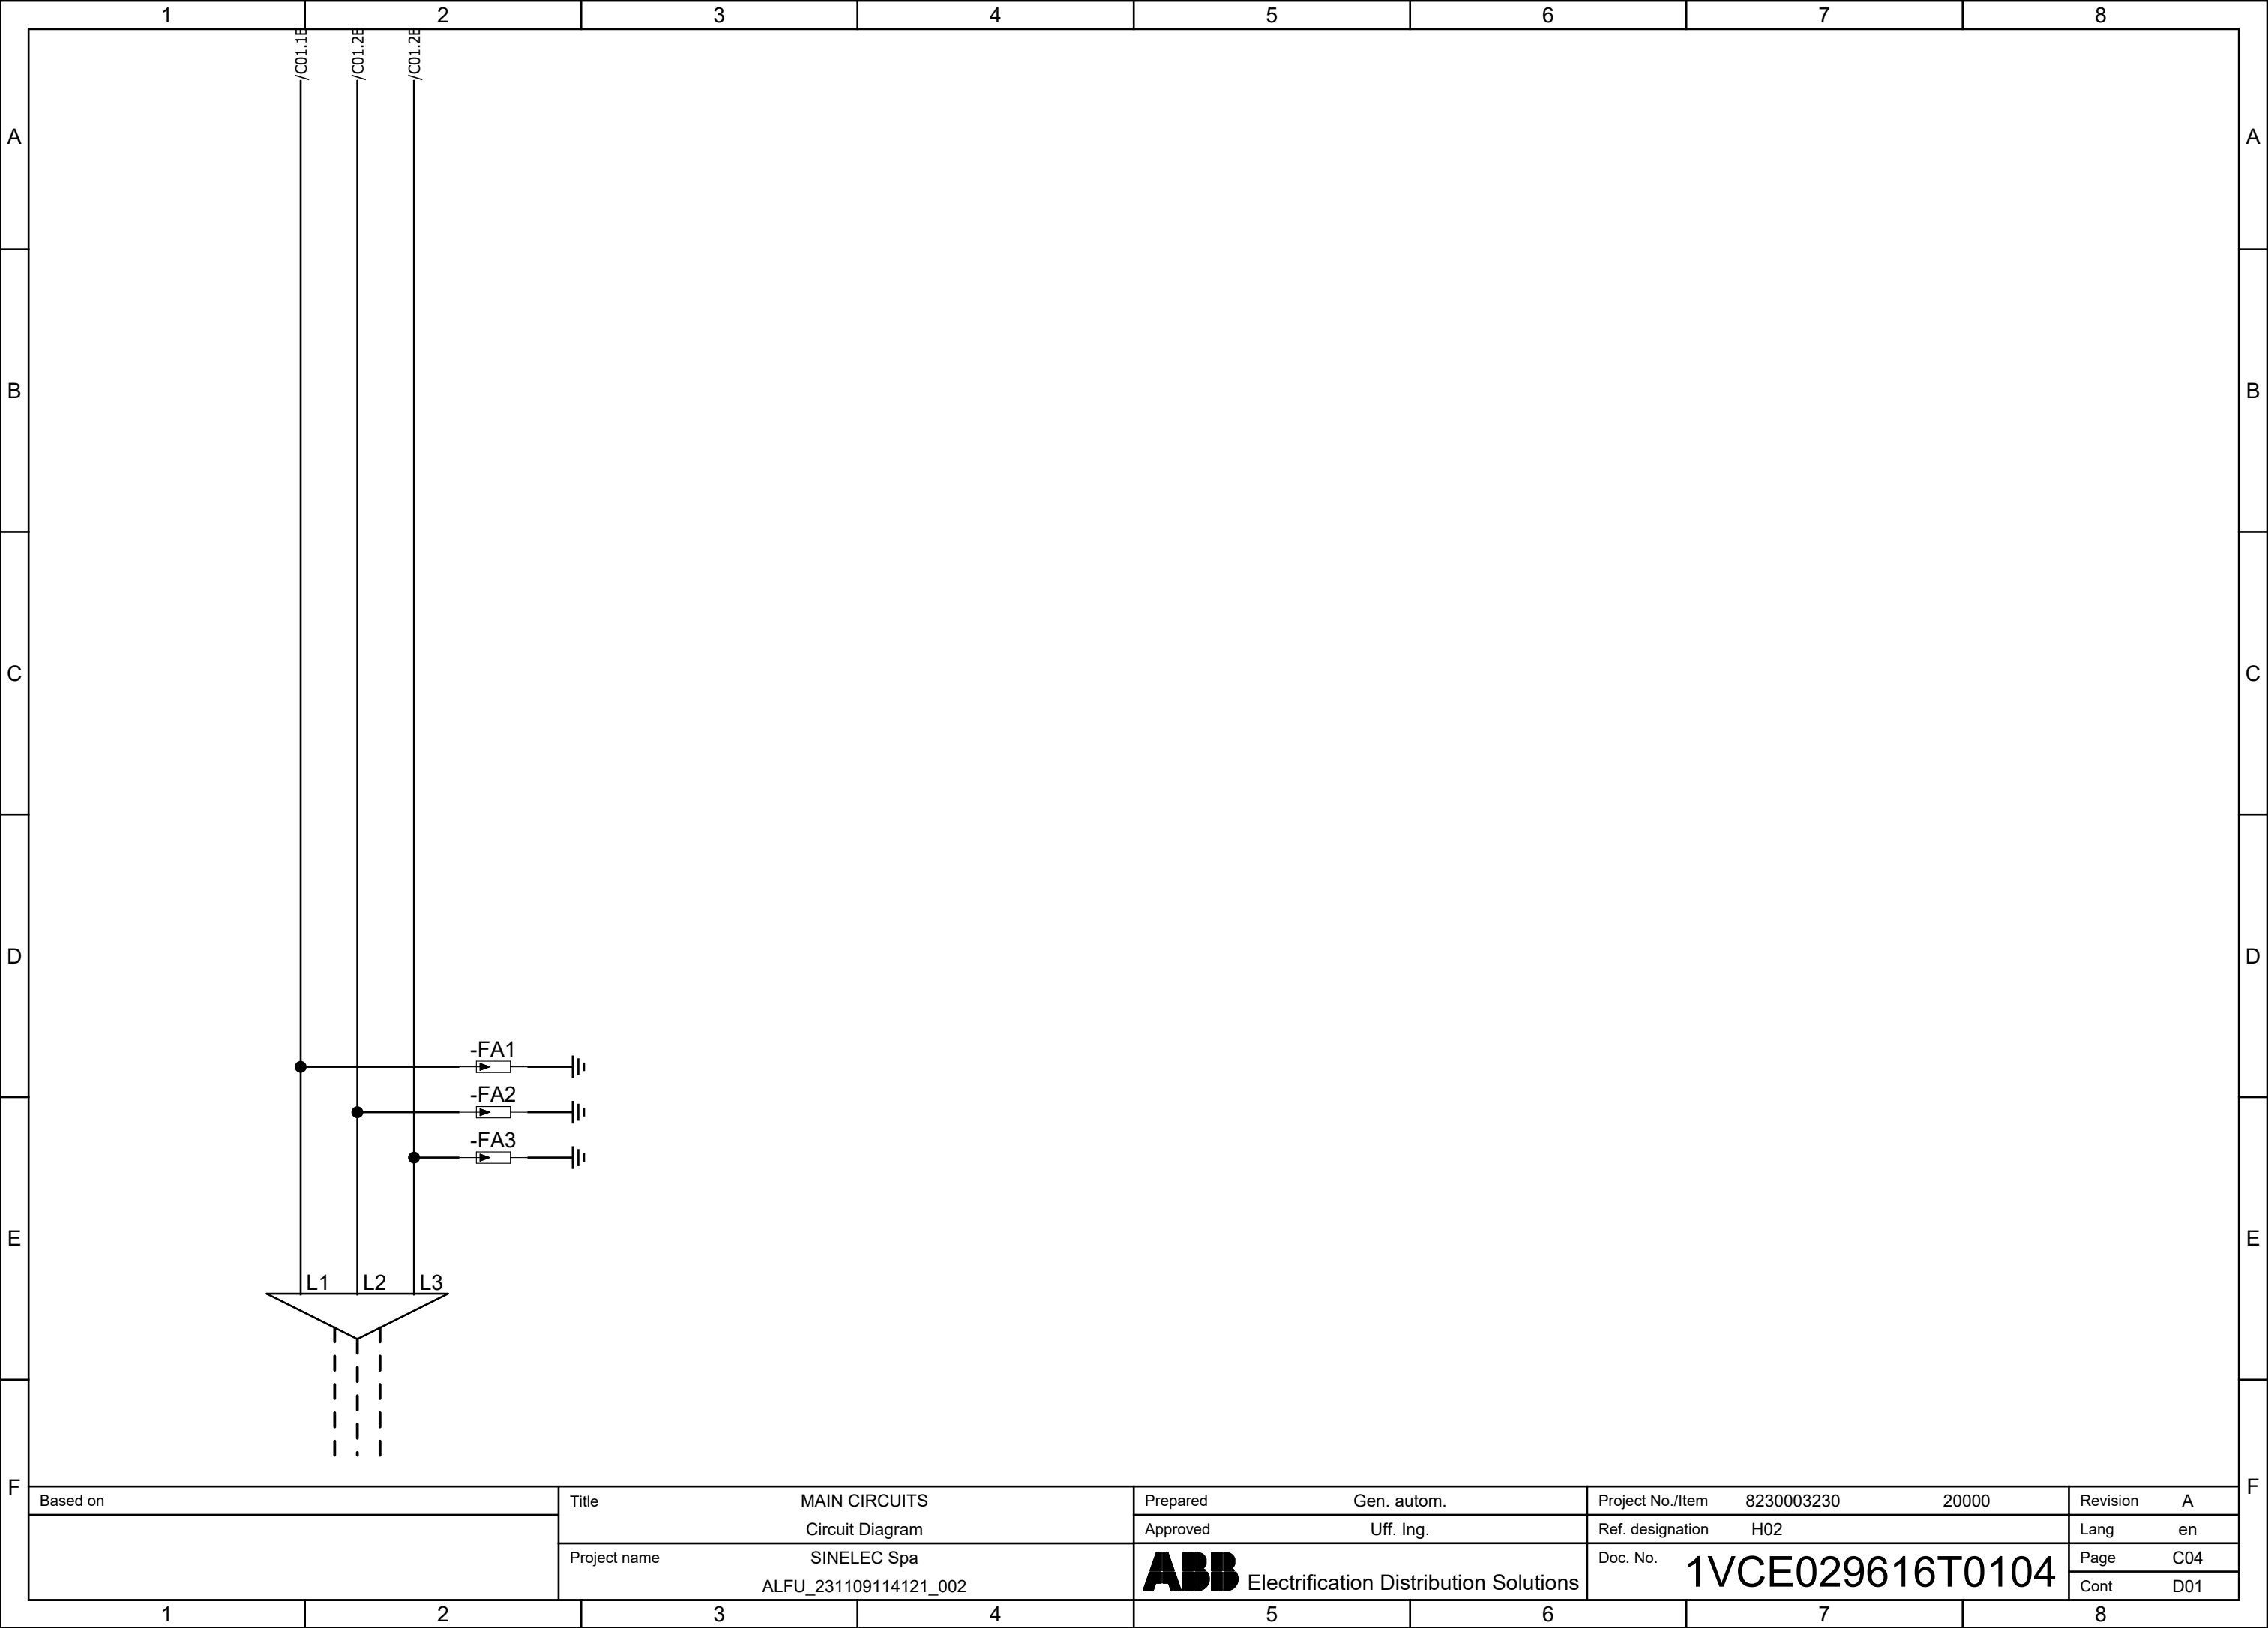 1 2 3 4 5 6 7 8
/C01.1E /C01.2E /C01.2E
A A
B B
C C
D D
-FA1
-FA2
-FA3
E E
L1 L2 L3
F F
Based on
Title MAIN CIRCUITS
Circuit Diagram
Project name SINELEC Spa
ALFU_231109114121_002
Prepared Gen. autom.
Approved Uff. Ing.
ABB Electrification Distribution Solutions
Project No./Item 8230003230 20000
Ref. designation H02
Doc. No. 1VCE029616T0104
Revision A
Lang en
Page C04
Cont D01
1 2 3 4 5 6 7 8